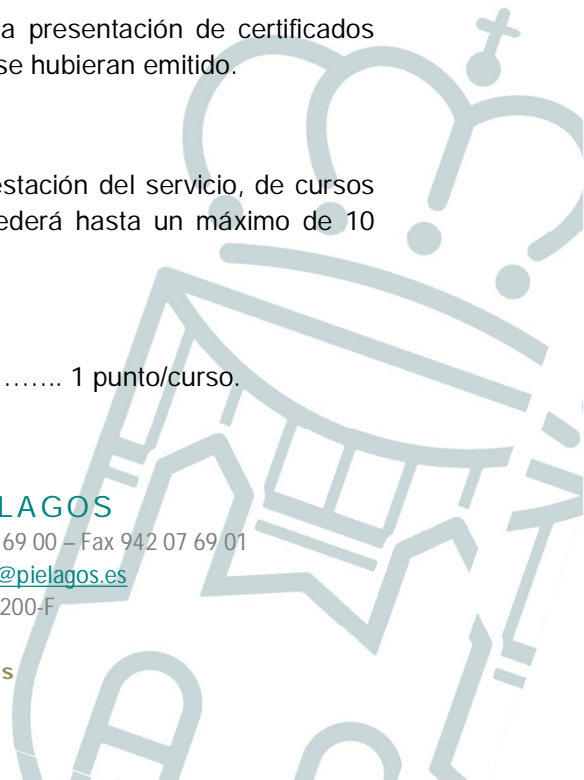 a presentación de certificados
se hubieran emitido.
estación del servicio, de cursos
ederá hasta un máximo de 10
…….. 1 punto/curso.
LAGOS
69 00 – Fax 942 07 69 01
@pielagos.es
200-F
s